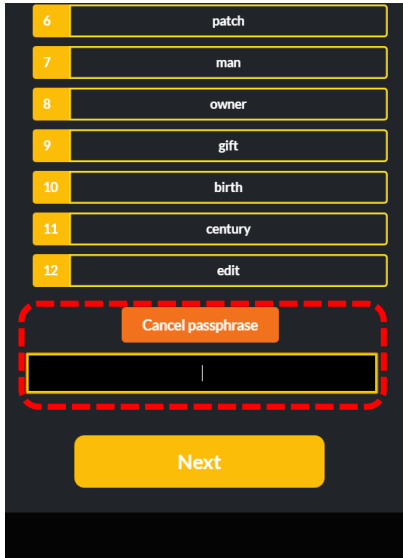 6 patch
7 man
8 owner
9 gift
10 birth
11 century
12 edit
Cancel passphrase
Next